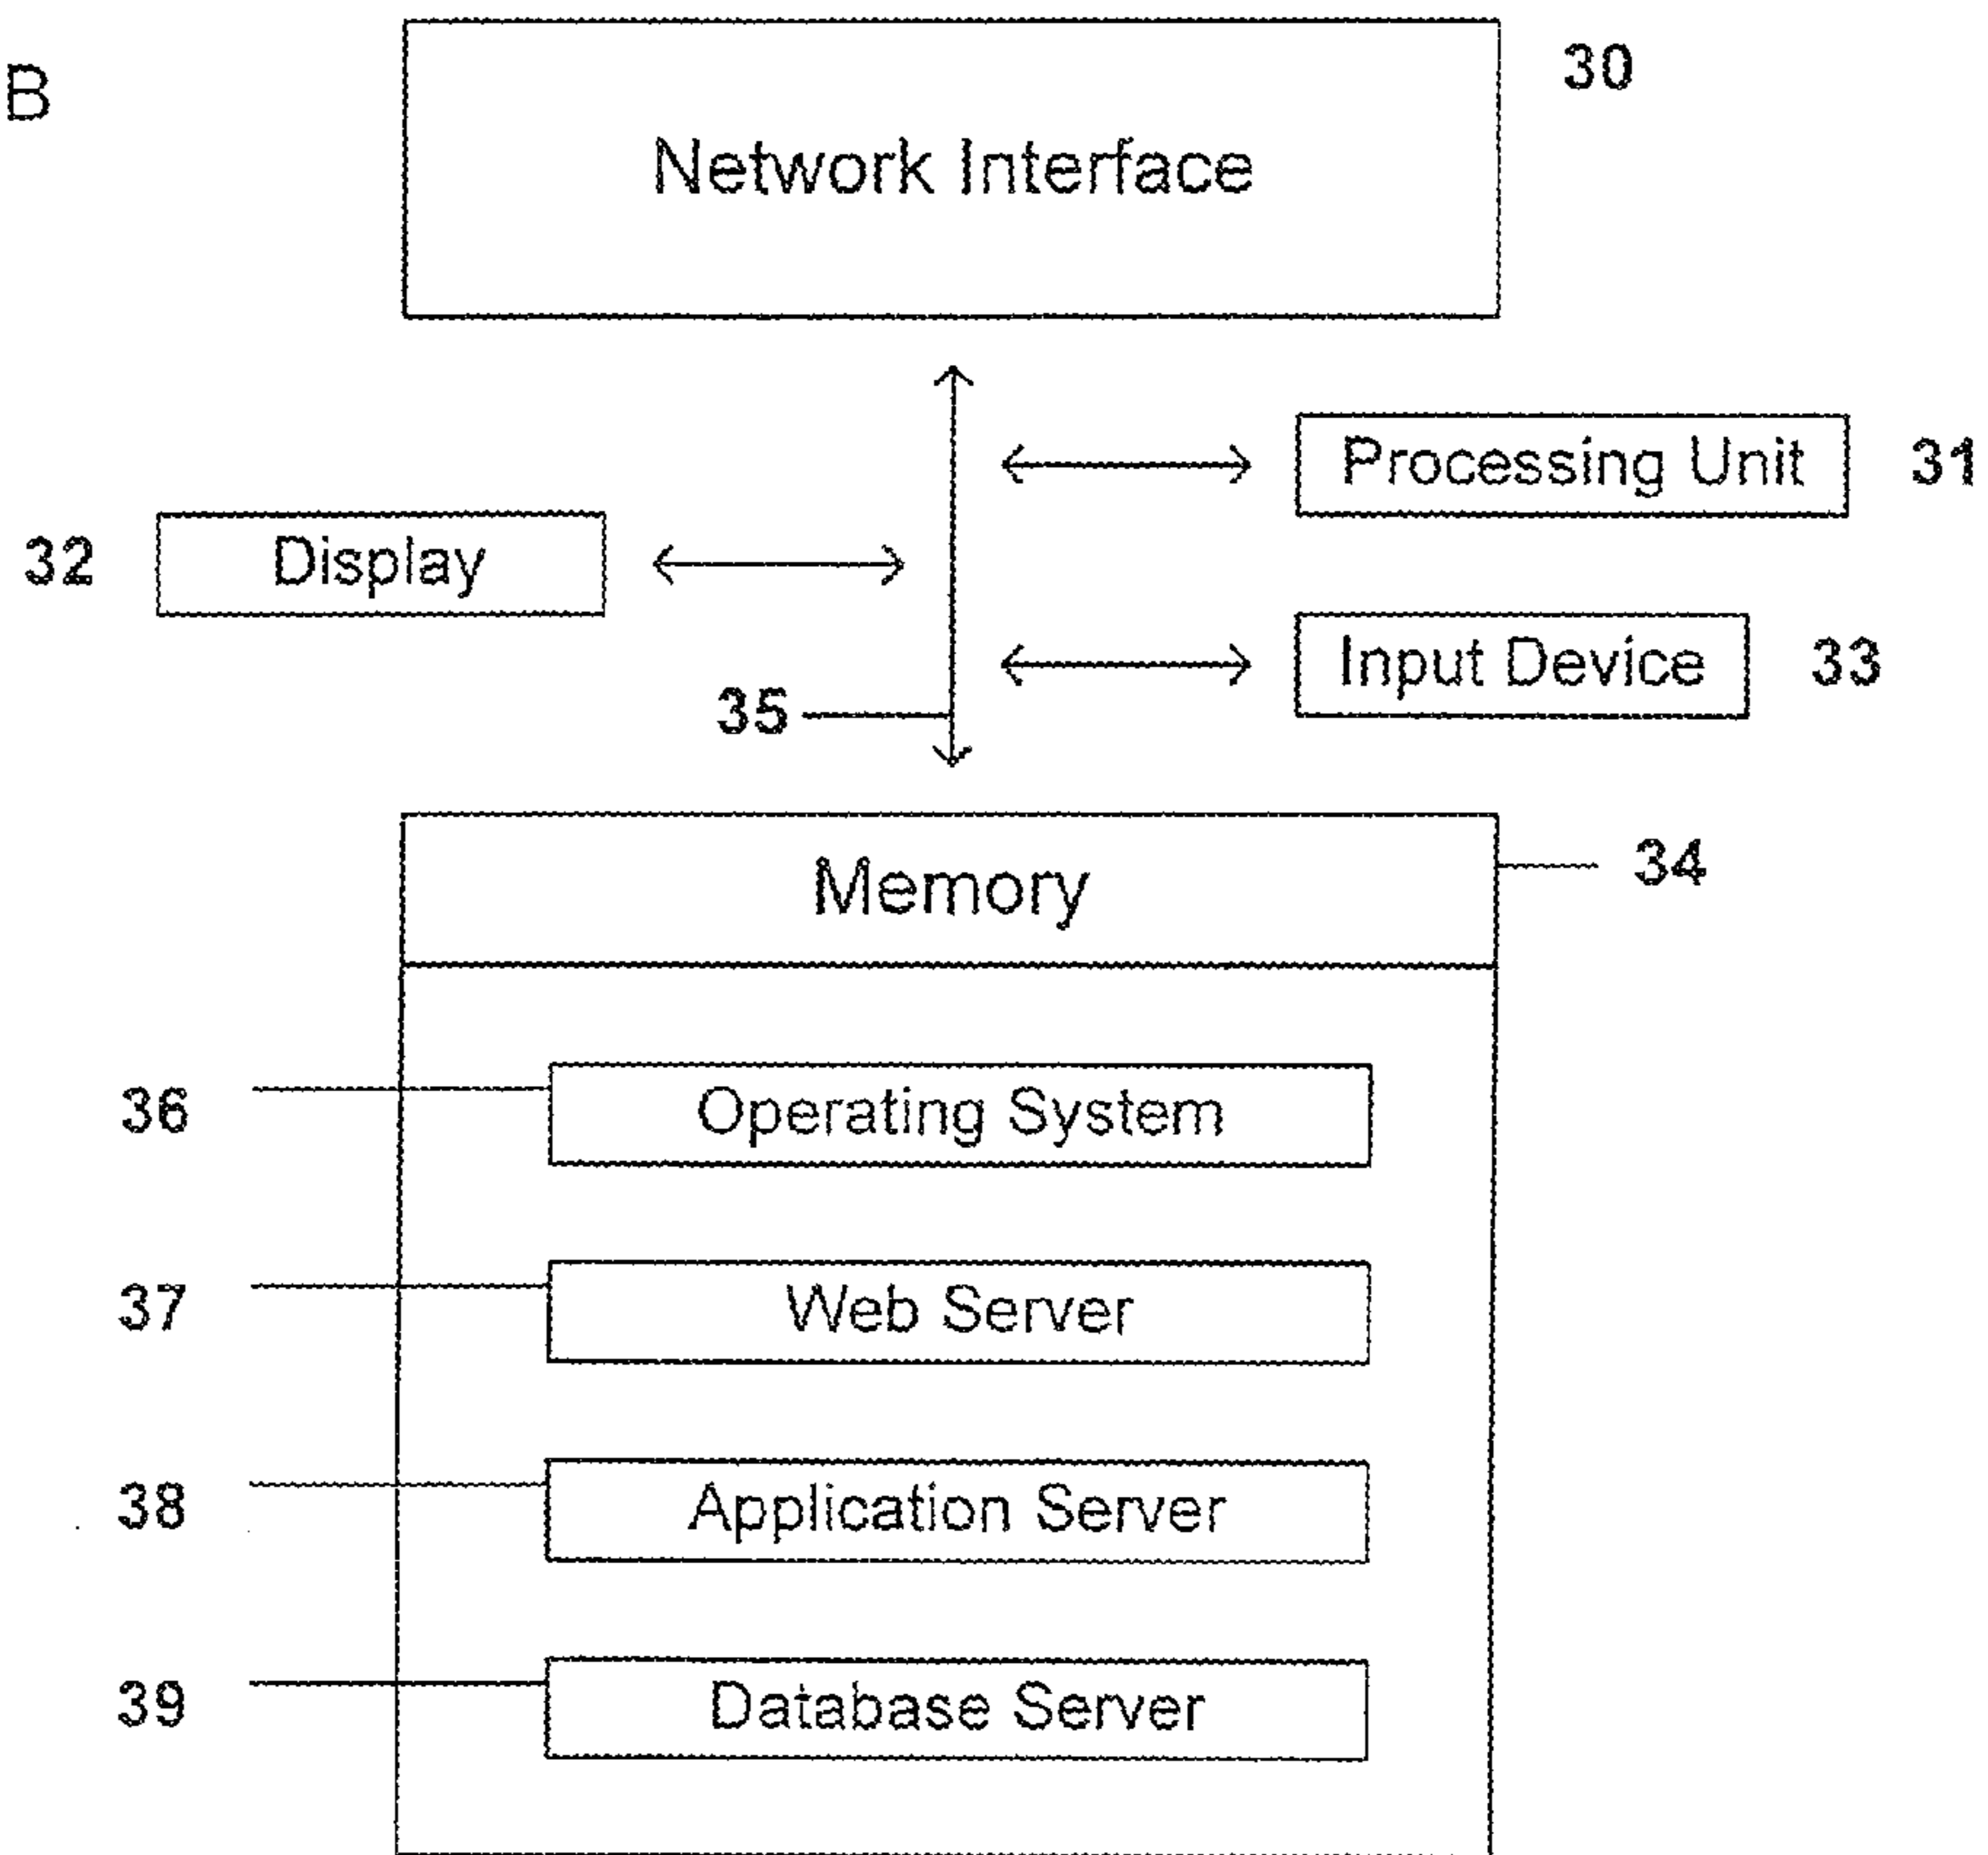 B
30
Network Interface
Processing Unit 31
32 Display
Input Device 33
35
Memory 34
36 Operating System
37 Web Server
38 Application Server
39 Database Server